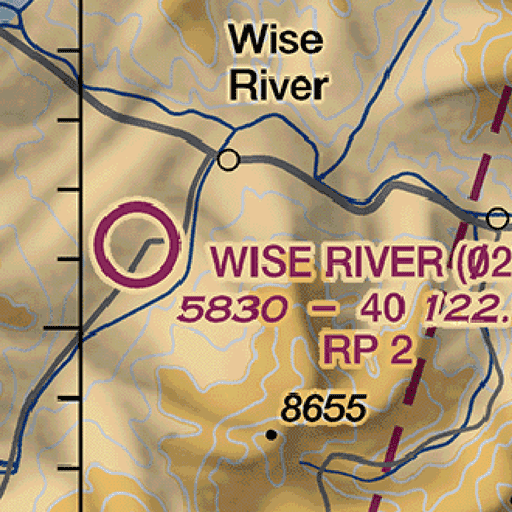 Wise
River
WISE RIVER (Ø2
5830 – 40 122.
RP 2
8655